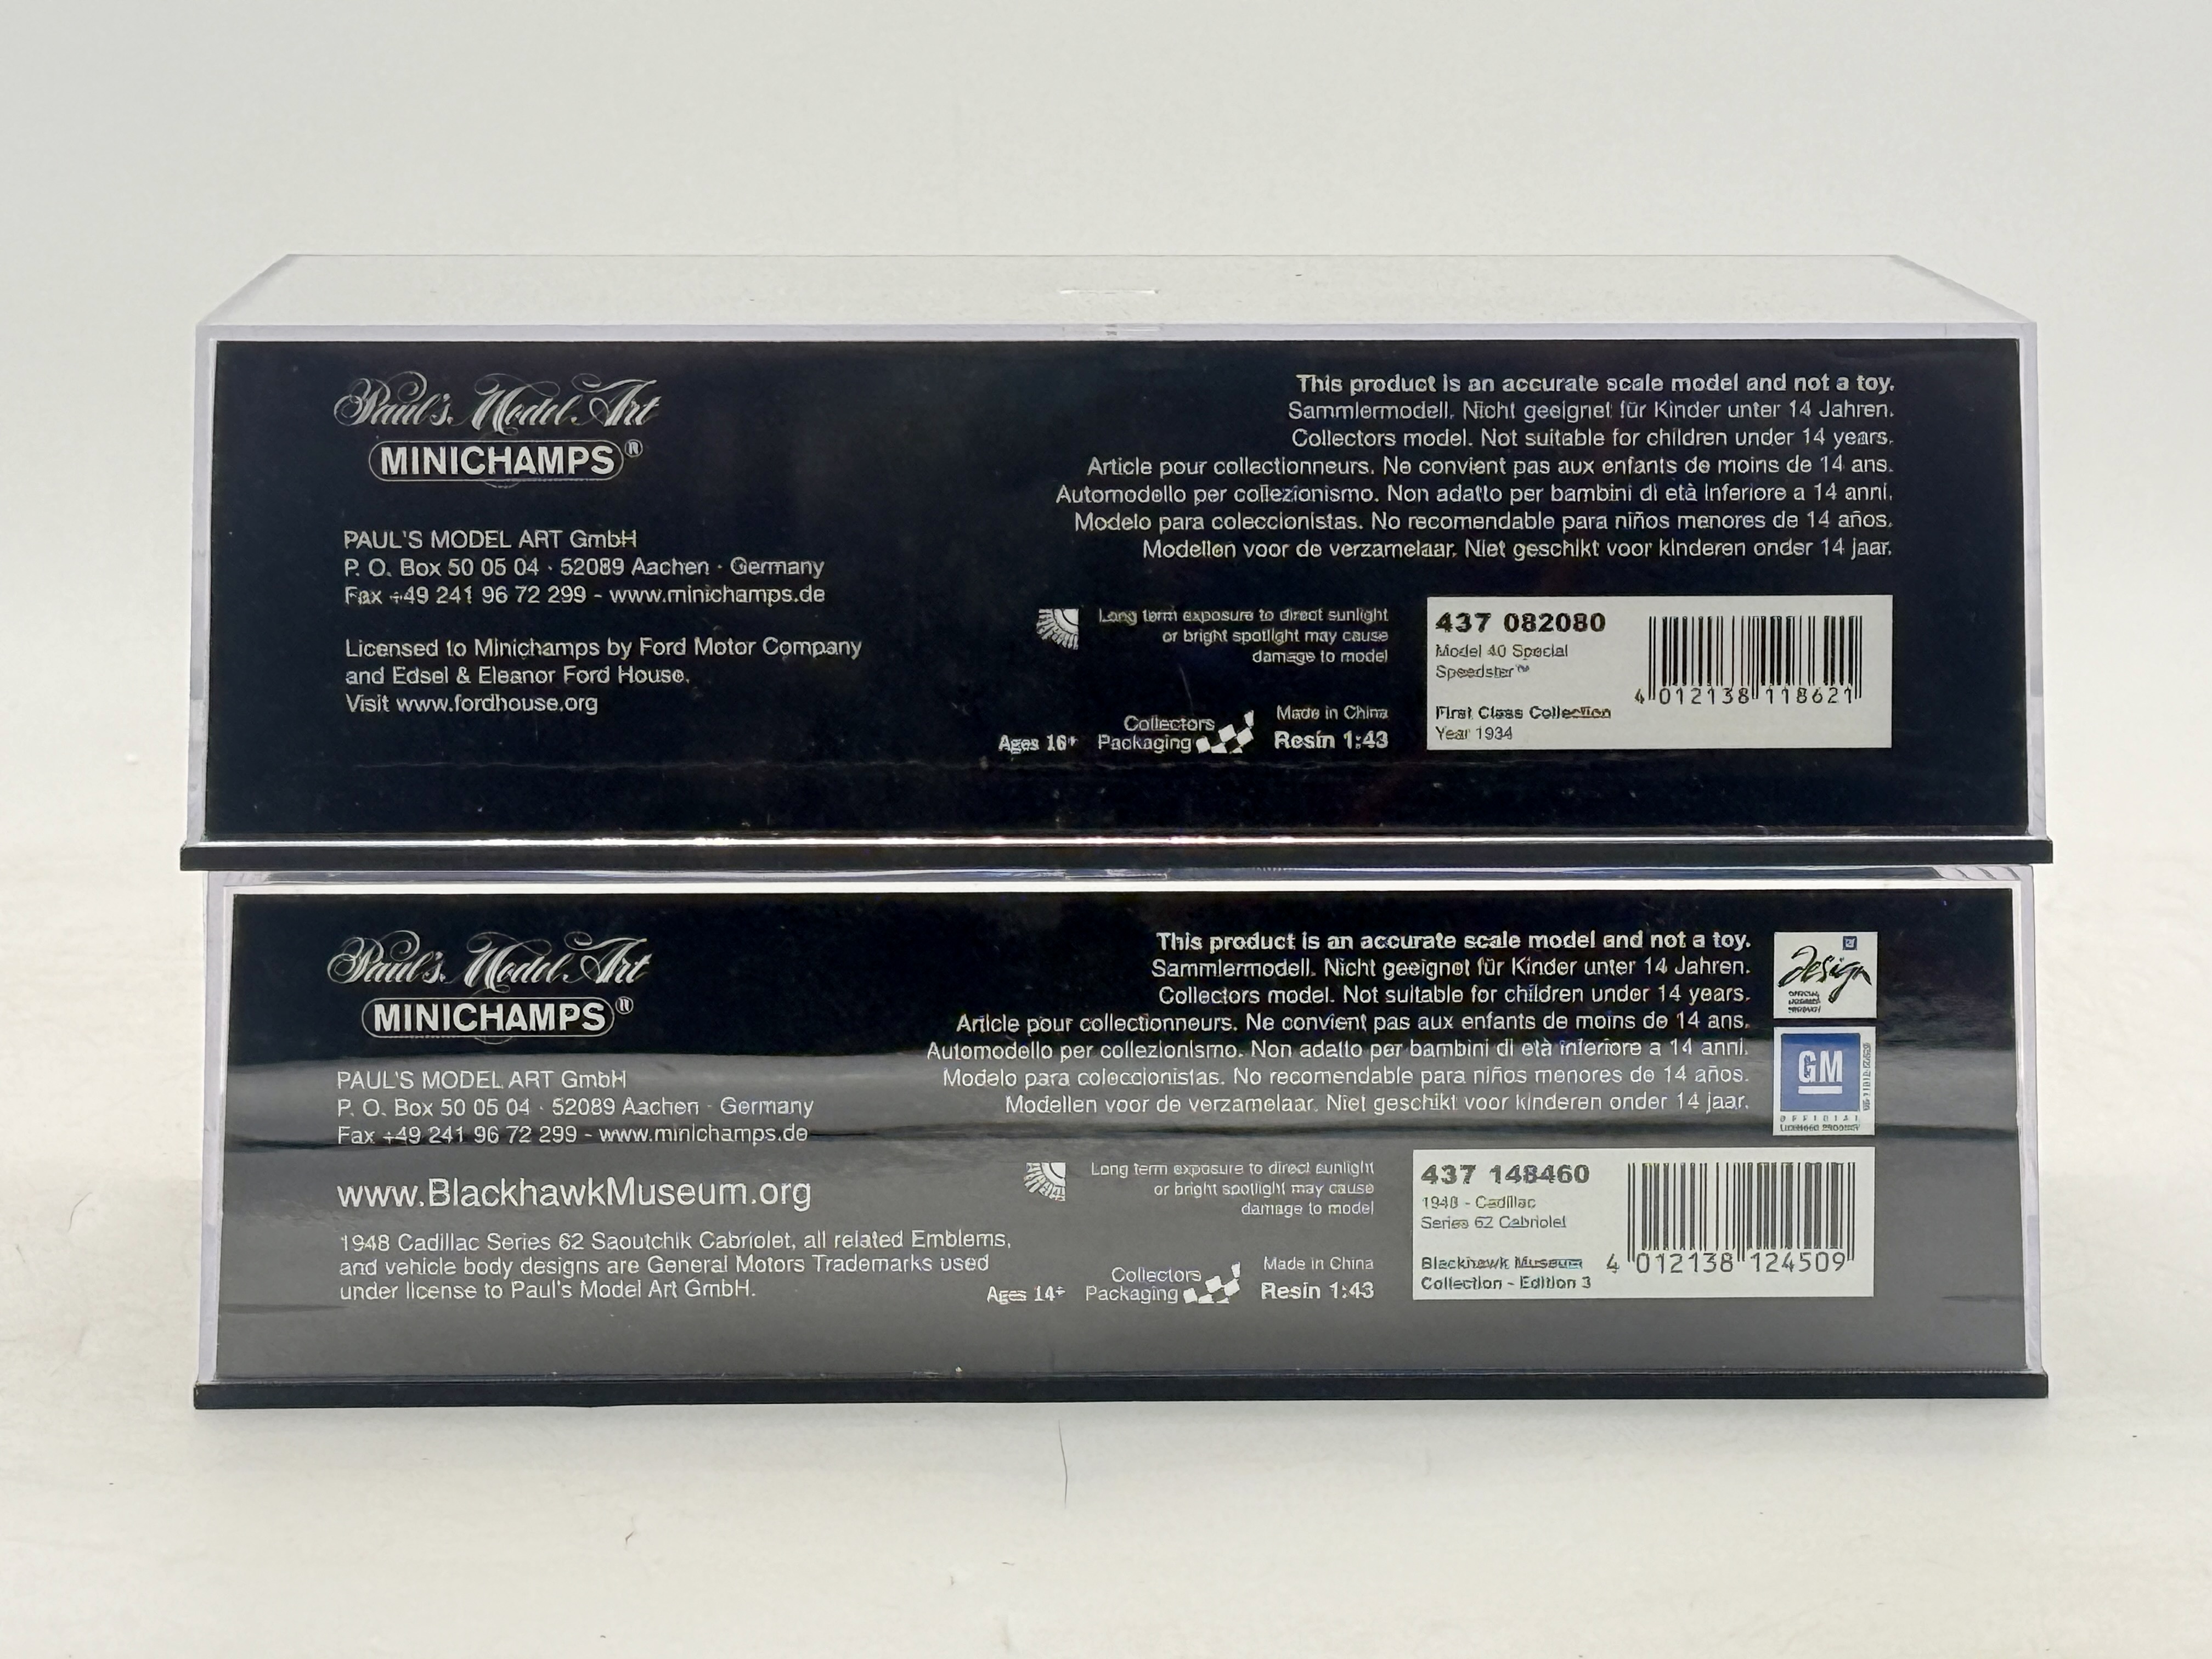 Paul's Model Art
MINICHAMPS®
PAUL'S MODEL ART GmbH
P. O. Box 50 05 04 · 52089 Aachen · Germany
Fax +49 241 96 72 299 - www.minichamps.de
Licensed to Minichamps by Ford Motor Company
and Edsel & Eleanor Ford House.
Visit www.fordhouse.org
This product is an accurate scale model and not a toy.
Sammlermodell. Nicht geeignet für Kinder unter 14 Jahren.
Collectors model. Not suitable for children under 14 years.
Article pour collectionneurs. Ne convient pas aux enfants de moins de 14 ans.
Automodello per collezionismo. Non adatto per bambini di età inferiore a 14 anni.
Modelo para coleccionistas. No recomendable para niños menores de 14 años.
Modellen voor de verzamelaar. Niet geschikt voor kinderen onder 14 jaar.
Long term exposure to direct sunlight
or bright spotlight may cause
damage to model
Ages 16+
Collectors
Packaging
Made in China
Resin 1:43
437 082080
Model 40 Special
Speedster™
First Class Collection
Year 1934
4 012138 118621
Paul's Model Art
MINICHAMPS®
PAUL'S MODEL ART GmbH
P. O. Box 50 05 04 · 52089 Aachen · Germany
Fax +49 241 96 72 299 - www.minichamps.de
www.BlackhawkMuseum.org
1948 Cadillac Series 62 Saoutchik Cabriolet, all related Emblems,
and vehicle body designs are General Motors Trademarks used
under license to Paul's Model Art GmbH.
This product is an accurate scale model and not a toy.
Sammlermodell. Nicht geeignet für Kinder unter 14 Jahren.
Collectors model. Not suitable for children under 14 years.
Article pour collectionneurs. Ne convient pas aux enfants de moins de 14 ans.
Automodello per collezionismo. Non adatto per bambini di età inferiore a 14 anni.
Modelo para coleccionistas. No recomendable para niños menores de 14 años.
Modellen voor de verzamelaar. Niet geschikt voor kinderen onder 14 jaar.
Design
GM
OFFICIAL
LICENSED PRODUCT
Long term exposure to direct sunlight
or bright spotlight may cause
damage to model
Ages 14+
Collectors
Packaging
Made in China
Resin 1:43
437 148460
1948 - Cadillac
Series 62 Cabriolet
Blackhawk Museum
Collection - Edition 3
4 012138 124509